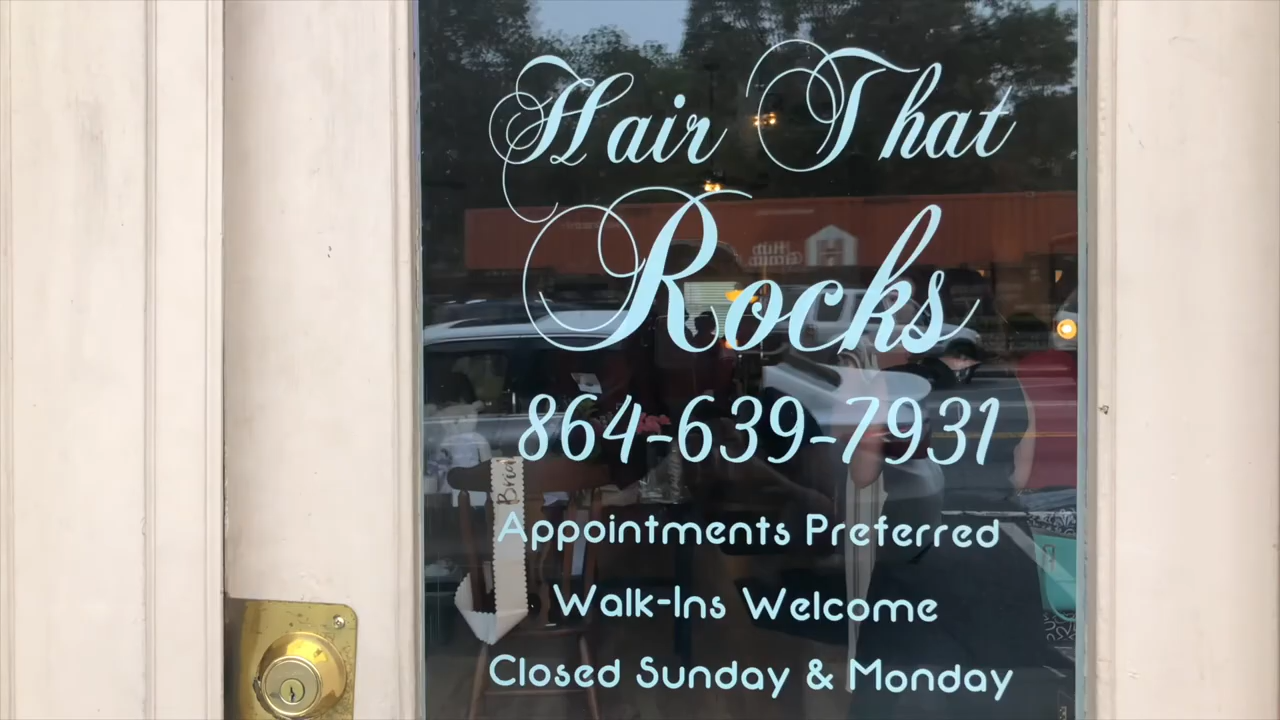 Hair That
Rocks
864-639-7931
Appointments Preferred
Walk-Ins Welcome
Closed Sunday & Monday